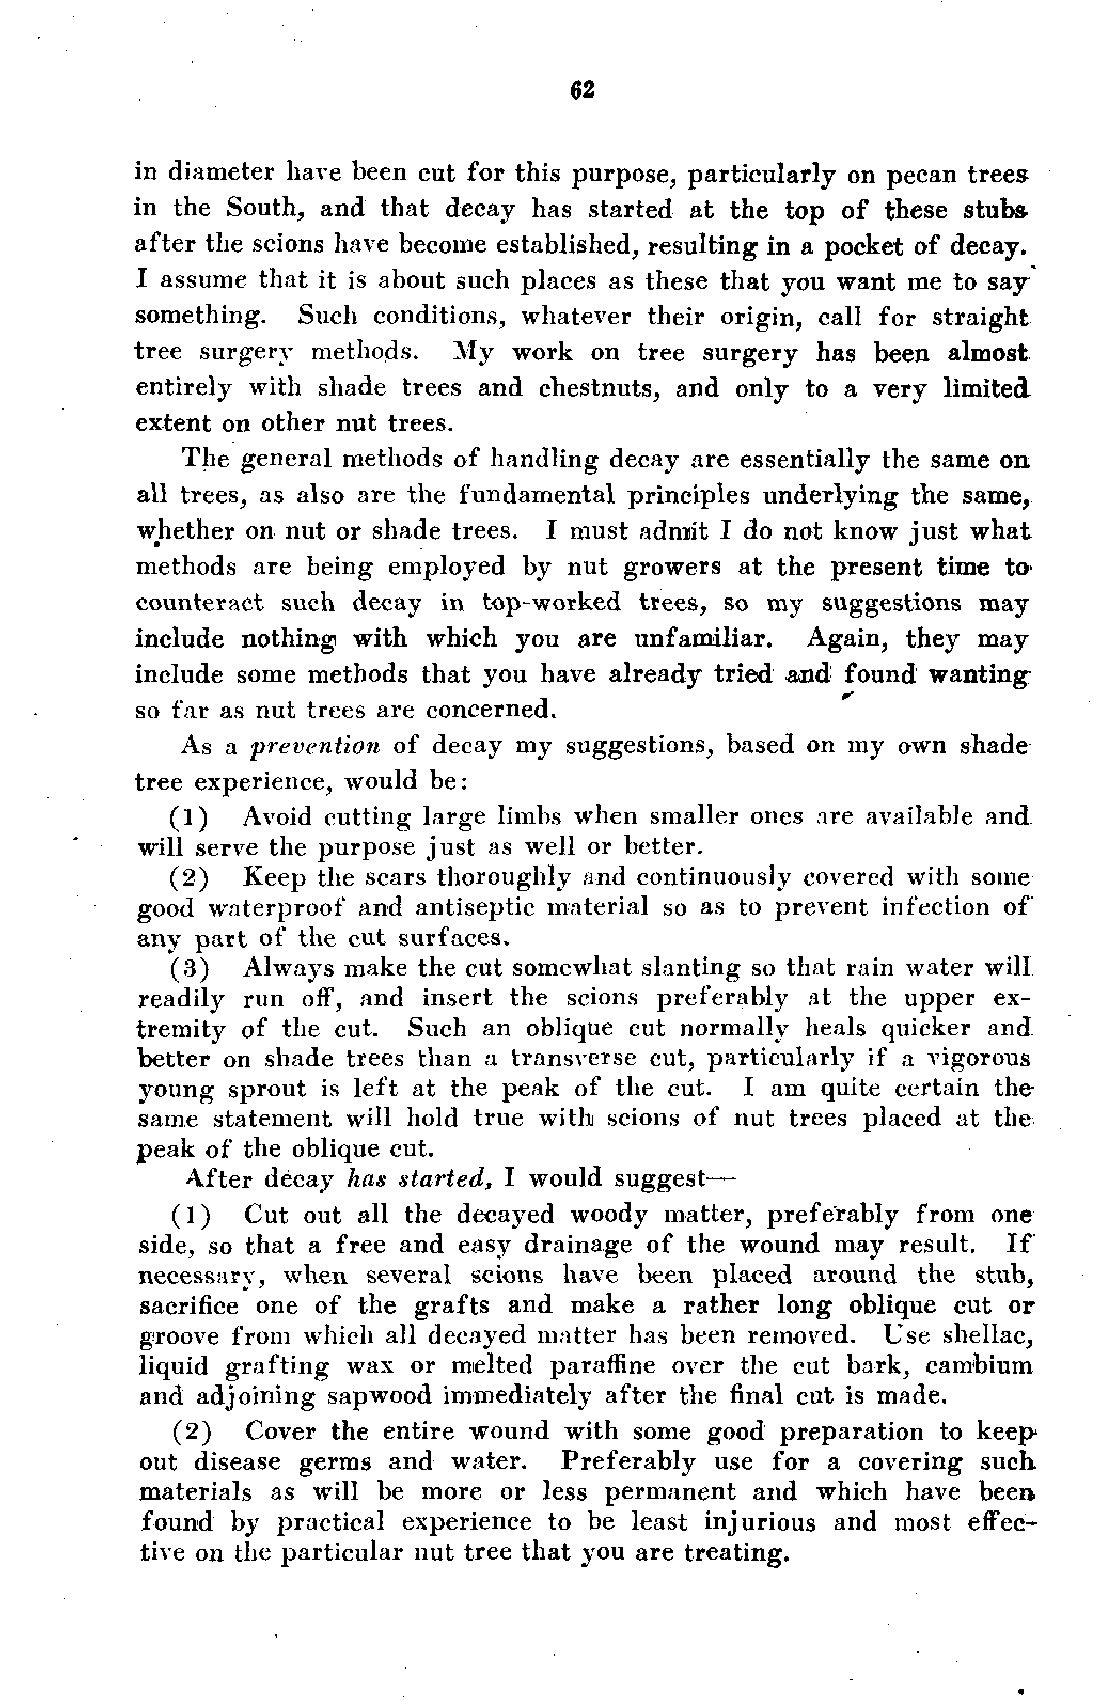 62
in diameter have been cut for this purpose, particularly on pecan trees
in the South, and that decay has started at the top of these stubs
after the scions have become established, resulting in a pocket of decay.
I assume that it is about such places as these that you want me to say
something. Such conditions, whatever their origin, call for straight
tree surgery methods. My work on tree surgery has been almost
entirely with shade trees and chestnuts, and only to a very limited
extent on other nut trees.
The general methods of handling decay are essentially the same on
all trees, as also are the fundamental principles underlying the same,
whether on nut or shade trees. I must admit I do not know just what
methods are being employed by nut growers at the present time to
counteract such decay in top-worked trees, so my suggestions may
include nothing with which you are unfamiliar. Again, they may
include some methods that you have already tried and found wanting
so far as nut trees are concerned.
As a prevention of decay my suggestions, based on my own shade
tree experience, would be:
(1) Avoid cutting large limbs when smaller ones are available and
will serve the purpose just as well or better.
(2) Keep the scars thoroughly and continuously covered with some
good waterproof and antiseptic material so as to prevent infection of
any part of the cut surfaces.
(3) Always make the cut somewhat slanting so that rain water will
readily run off, and insert the scions preferably at the upper ex-
tremity of the cut. Such an oblique cut normally heals quicker and
better on shade trees than a transverse cut, particularly if a vigorous
young sprout is left at the peak of the cut. I am quite certain the
same statement will hold true with scions of nut trees placed at the
peak of the oblique cut.
After decay has started, I would suggest—
(1) Cut out all the decayed woody matter, preferably from one
side, so that a free and easy drainage of the wound may result. If
necessary, when several scions have been placed around the stub,
sacrifice one of the grafts and make a rather long oblique cut or
groove from which all decayed matter has been removed. Use shellac,
liquid grafting wax or melted paraffine over the cut bark, cambium
and adjoining sapwood immediately after the final cut is made.
(2) Cover the entire wound with some good preparation to keep
out disease germs and water. Preferably use for a covering such
materials as will be more or less permanent and which have been
found by practical experience to be least injurious and most effec-
tive on the particular nut tree that you are treating.